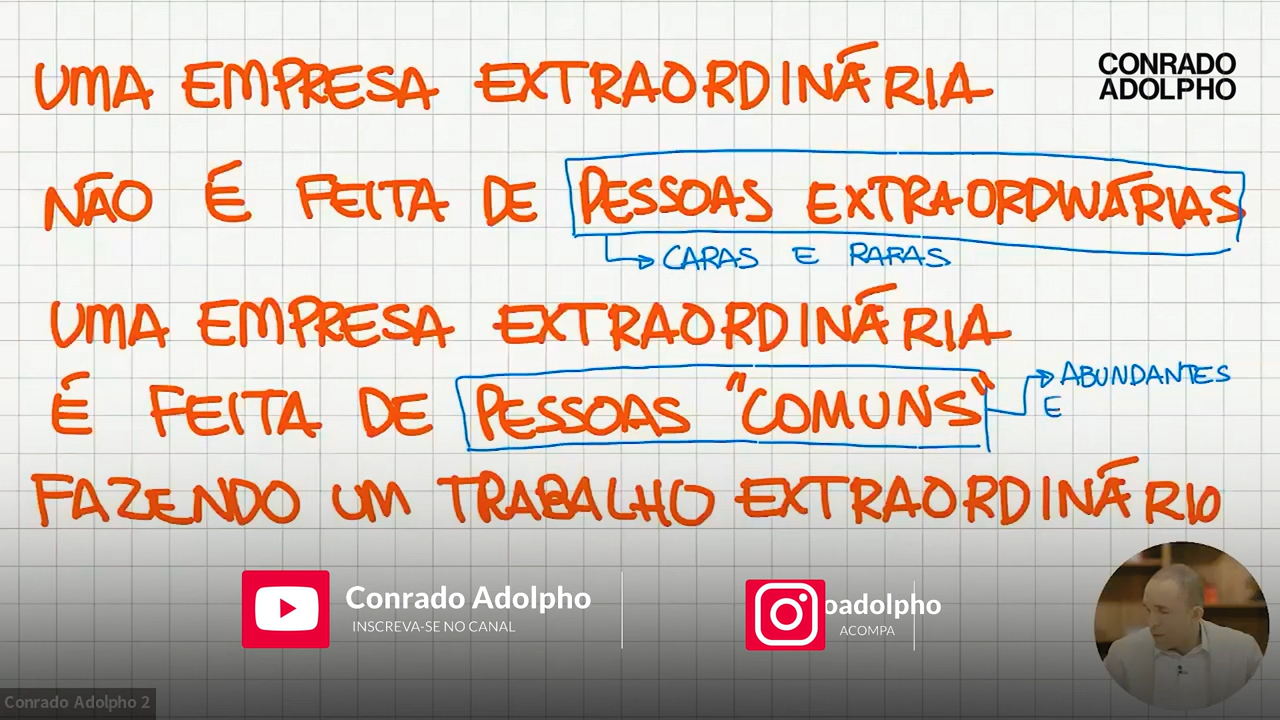 UMA EMPRESA EXTRAORDINÁRIA
CONRADO
ADOLPHO
NÃO É FEITA DE PESSOAS EXTRAORDINÁRIAS
CARAS E RARAS
UMA EMPRESA EXTRAORDINÁRIA
É FEITA DE PESSOAS "COMUNS"
ABUNDANTES
E
FAZENDO UM TRABALHO EXTRAORDINÁRIO
Conrado Adolpho
INSCREVA-SE NO CANAL
oadolpho
ACOMPA
Conrado Adolpho 2